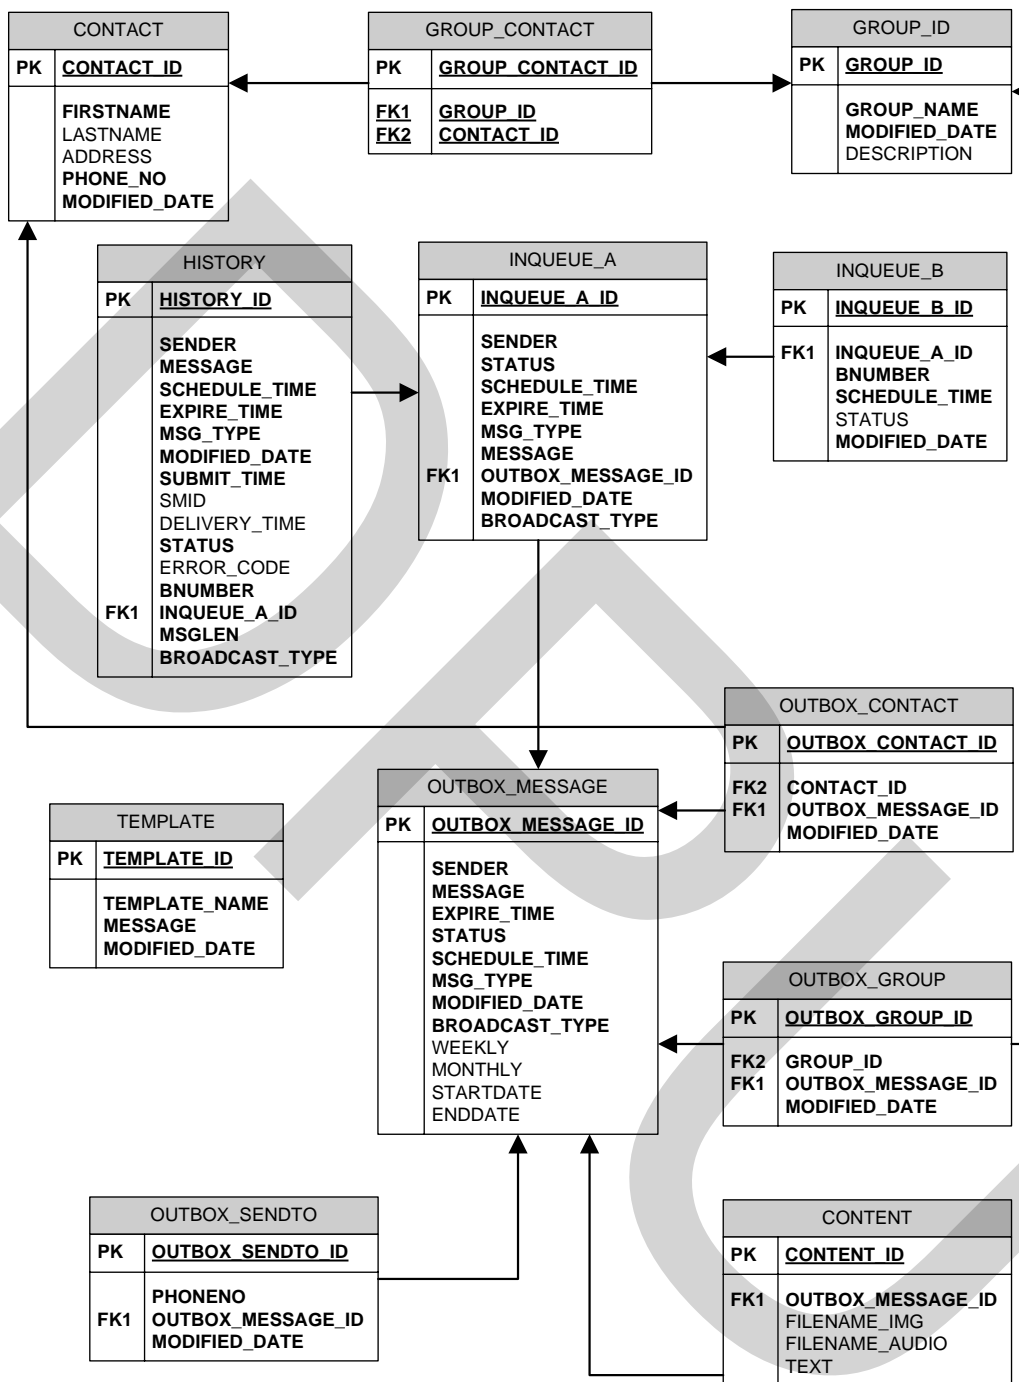 CONTACT
PK CONTACT_ID
FIRSTNAME
LASTNAME
ADDRESS
PHONE_NO
MODIFIED_DATE
GROUP_CONTACT
PK GROUP_CONTACT_ID
FK1 GROUP_ID
FK2 CONTACT_ID
GROUP_ID
PK GROUP_ID
GROUP_NAME
MODIFIED_DATE
DESCRIPTION
HISTORY
PK HISTORY_ID
SENDER
MESSAGE
SCHEDULE_TIME
EXPIRE_TIME
MSG_TYPE
MODIFIED_DATE
SUBMIT_TIME
SMID
DELIVERY_TIME
STATUS
ERROR_CODE
BNUMBER
FK1 INQUEUE_A_ID
MSGLEN
BROADCAST_TYPE
INQUEUE_A
PK INQUEUE_A_ID
SENDER
STATUS
SCHEDULE_TIME
EXPIRE_TIME
MSG_TYPE
MESSAGE
FK1 OUTBOX_MESSAGE_ID
MODIFIED_DATE
BROADCAST_TYPE
INQUEUE_B
PK INQUEUE_B_ID
FK1 INQUEUE_A_ID
BNUMBER
SCHEDULE_TIME
STATUS
MODIFIED_DATE
OUTBOX_CONTACT
PK OUTBOX_CONTACT_ID
FK2 CONTACT_ID
FK1 OUTBOX_MESSAGE_ID
MODIFIED_DATE
TEMPLATE
PK TEMPLATE_ID
TEMPLATE_NAME
MESSAGE
MODIFIED_DATE
OUTBOX_MESSAGE
PK OUTBOX_MESSAGE_ID
SENDER
MESSAGE
EXPIRE_TIME
STATUS
SCHEDULE_TIME
MSG_TYPE
MODIFIED_DATE
BROADCAST_TYPE
WEEKLY
MONTHLY
STARTDATE
ENDDATE
OUTBOX_GROUP
PK OUTBOX_GROUP_ID
FK2 GROUP_ID
FK1 OUTBOX_MESSAGE_ID
MODIFIED_DATE
OUTBOX_SENDTO
PK OUTBOX_SENDTO_ID
PHONENO
FK1 OUTBOX_MESSAGE_ID
MODIFIED_DATE
CONTENT
PK CONTENT_ID
FK1 OUTBOX_MESSAGE_ID
FILENAME_IMG
FILENAME_AUDIO
TEXT
DPU